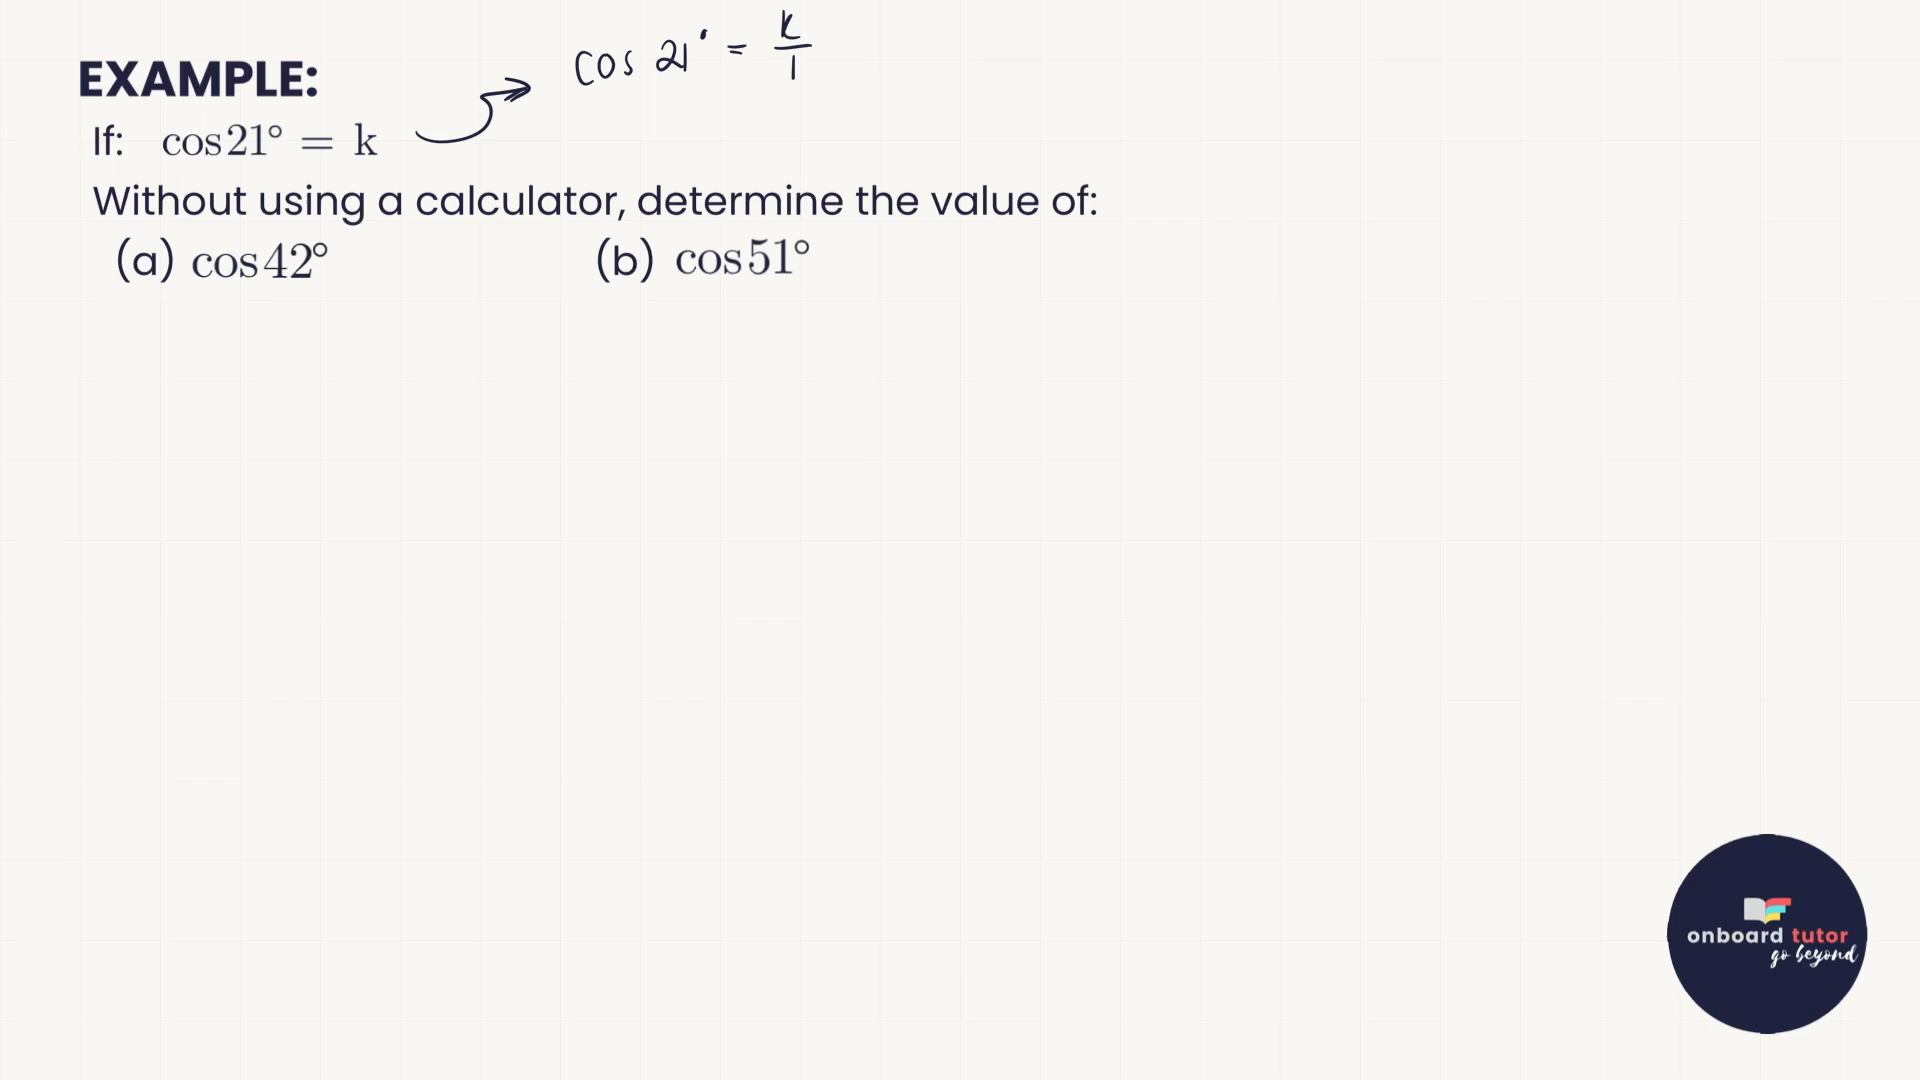 cos 21° = k/1
EXAMPLE:
If: cos21° = k
Without using a calculator, determine the value of:
(a) cos42° (b) cos51°
onboard tutor
go beyond